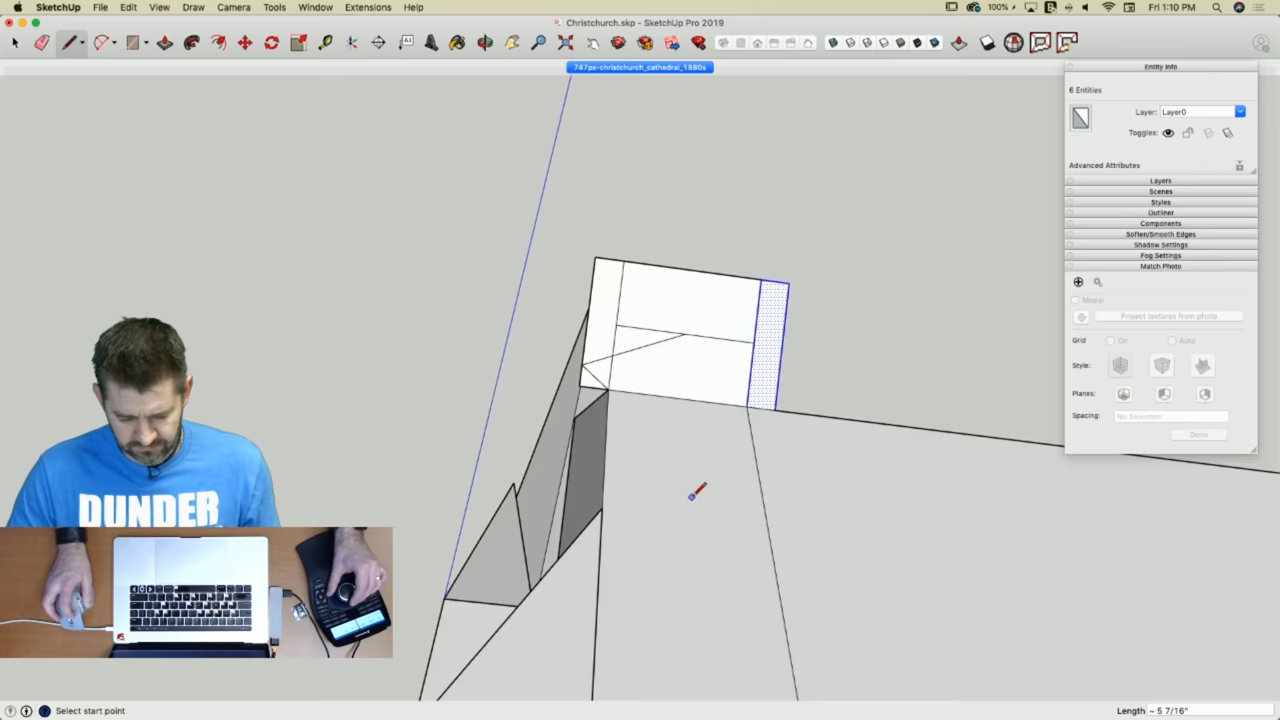 SketchUp File Edit View Draw Camera Tools Window Extensions Help
100% Fri 1:10 PM
Christchurch.skp - SketchUp Pro 2019
747px-christchurch_cathedral_1880s
Entity Info
6 Entities
Layer: Layer0
Toggles:
Advanced Attributes
Layers
Scenes
Styles
Outliner
Components
Soften/Smooth Edges
Shadow Settings
Fog Settings
Match Photo
Model
Project textures from photo
Grid On Auto
Style:
Planes:
Spacing: No Selection
Done
DUNDER
Select start point
Length ~ 5 7/16"